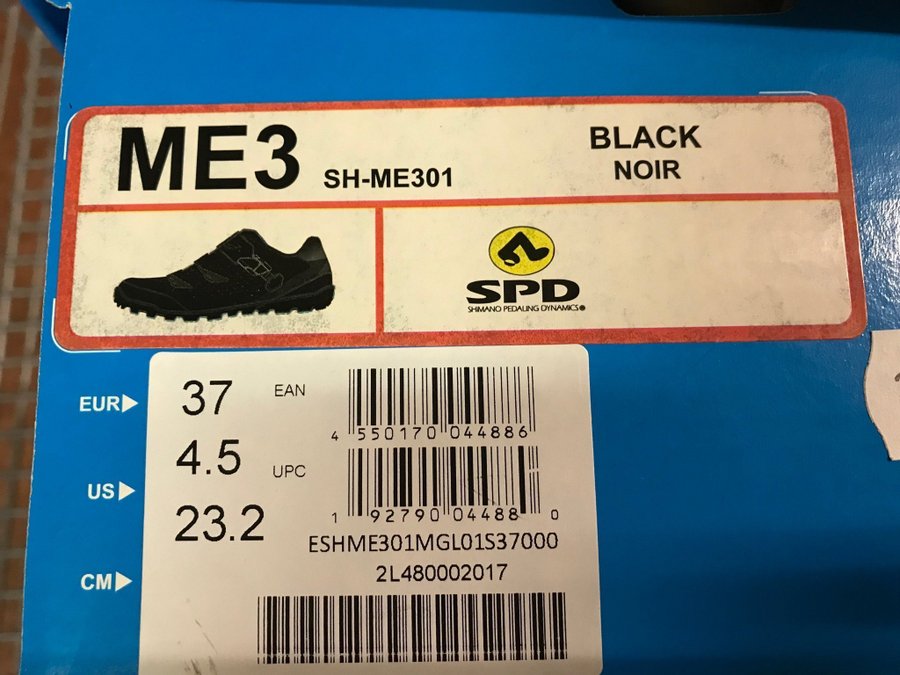 ME3 SH-ME301
BLACK
NOIR
SPD
SHIMANO PEDALING DYNAMICS®
EUR 37
US 4.5
CM 23.2
EAN
4 550170 044886
UPC
1 92790 04488 0
ESHME301MGL01S37000
2L480002017